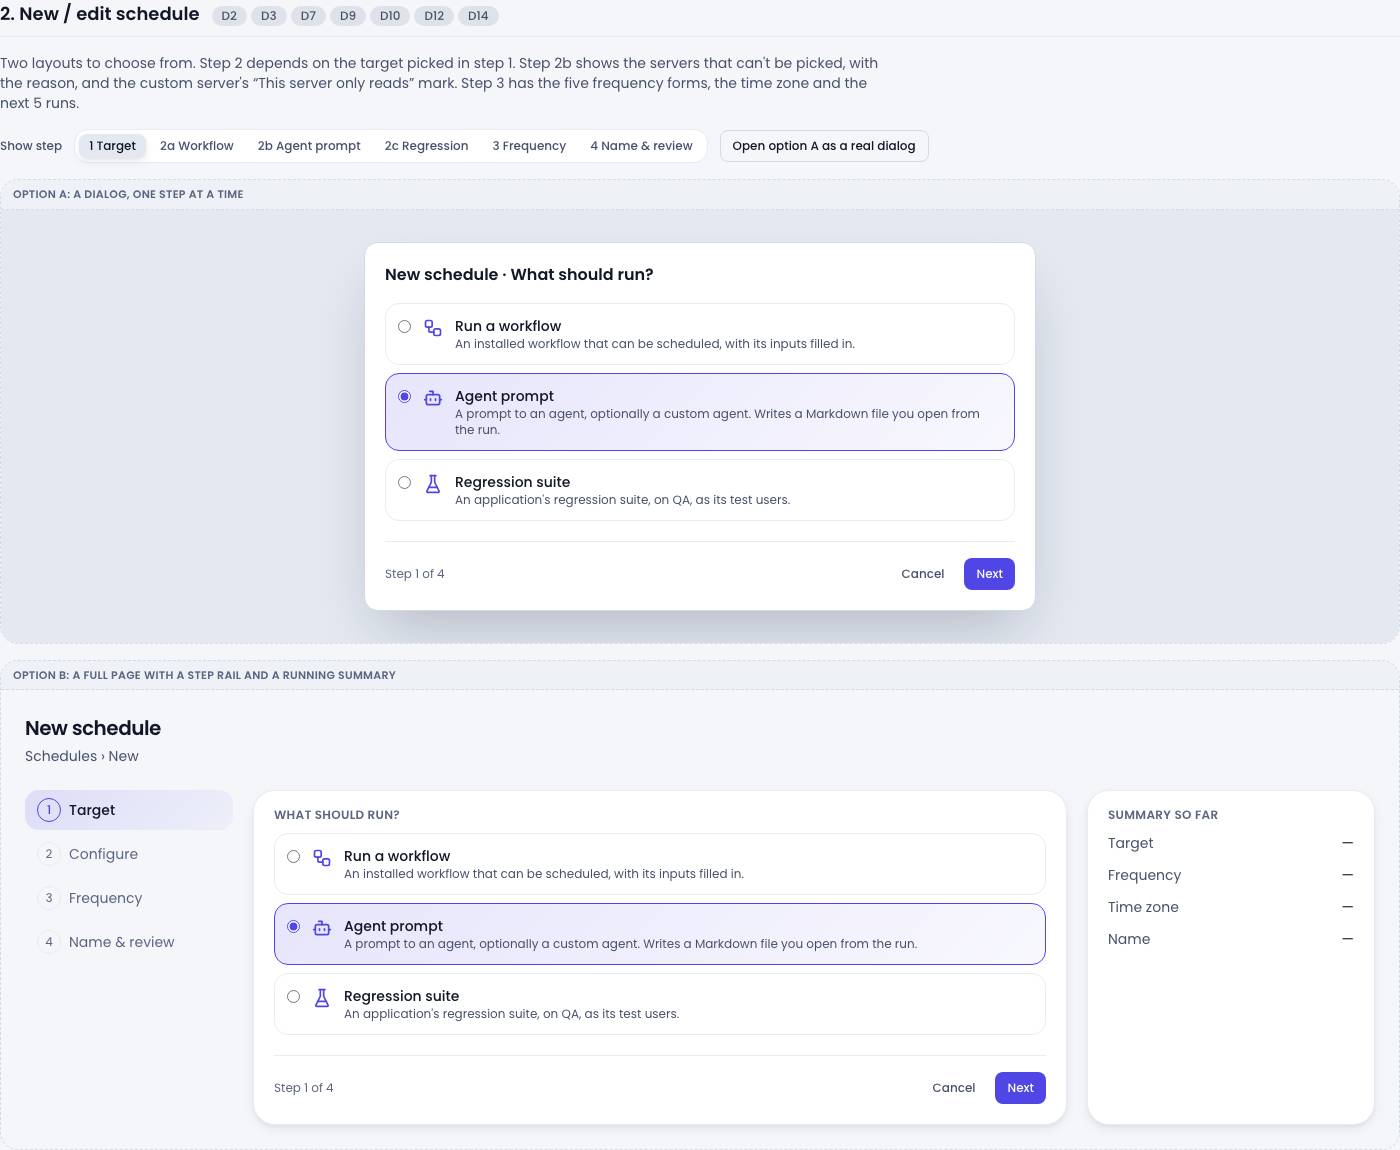 2. New / edit schedule D2 D3 D7 D9 D10 D12 D14
Two layouts to choose from. Step 2 depends on the target picked in step 1. Step 2b shows the servers that can't be picked, with
the reason, and the custom server's “This server only reads” mark. Step 3 has the five frequency forms, the time zone and the
next 5 runs.
Show step 1 Target 2a Workflow 2b Agent prompt 2c Regression 3 Frequency 4 Name & review Open option A as a real dialog
OPTION A: A DIALOG, ONE STEP AT A TIME
New schedule · What should run?
Run a workflow
An installed workflow that can be scheduled, with its inputs filled in.
Agent prompt
A prompt to an agent, optionally a custom agent. Writes a Markdown file you open from
the run.
Regression suite
An application's regression suite, on QA, as its test users.
Step 1 of 4 Cancel Next
OPTION B: A FULL PAGE WITH A STEP RAIL AND A RUNNING SUMMARY
New schedule
Schedules › New
1 Target
2 Configure
3 Frequency
4 Name & review
WHAT SHOULD RUN?
Run a workflow
An installed workflow that can be scheduled, with its inputs filled in.
Agent prompt
A prompt to an agent, optionally a custom agent. Writes a Markdown file you open from the run.
Regression suite
An application's regression suite, on QA, as its test users.
Step 1 of 4 Cancel Next
SUMMARY SO FAR
Target —
Frequency —
Time zone —
Name —